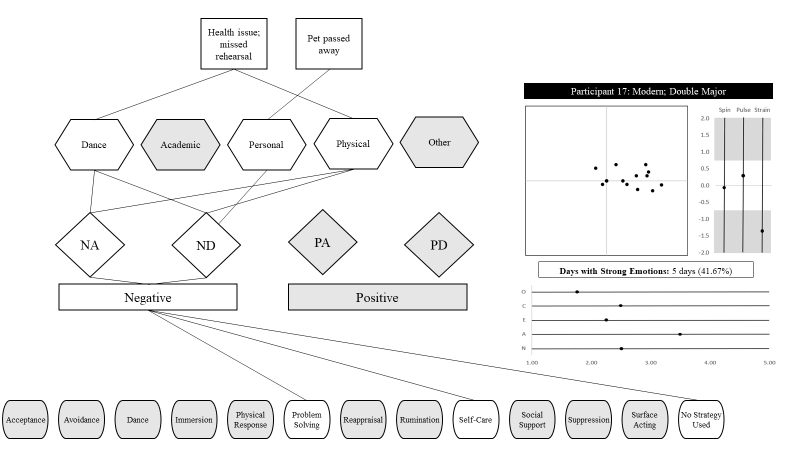 Health issue;
missed
rehearsal
Pet passed
away
Participant 17: Modern; Double Major
Spin Pulse Strain
2.0
1.5
1.0
0.5
0.0
-0.5
-1.0
-1.5
-2.0
Dance
Academic
Personal
Physical
Other
NA
ND
PA
PD
Negative
Positive
Days with Strong Emotions: 5 days (41.67%)
O
C
E
A
N
1.00 2.00 3.00 4.00 5.00
Acceptance
Avoidance
Dance
Immersion
Physical
Response
Problem
Solving
Reappraisal
Rumination
Self-Care
Social
Support
Suppression
Surface
Acting
No Strategy
Used